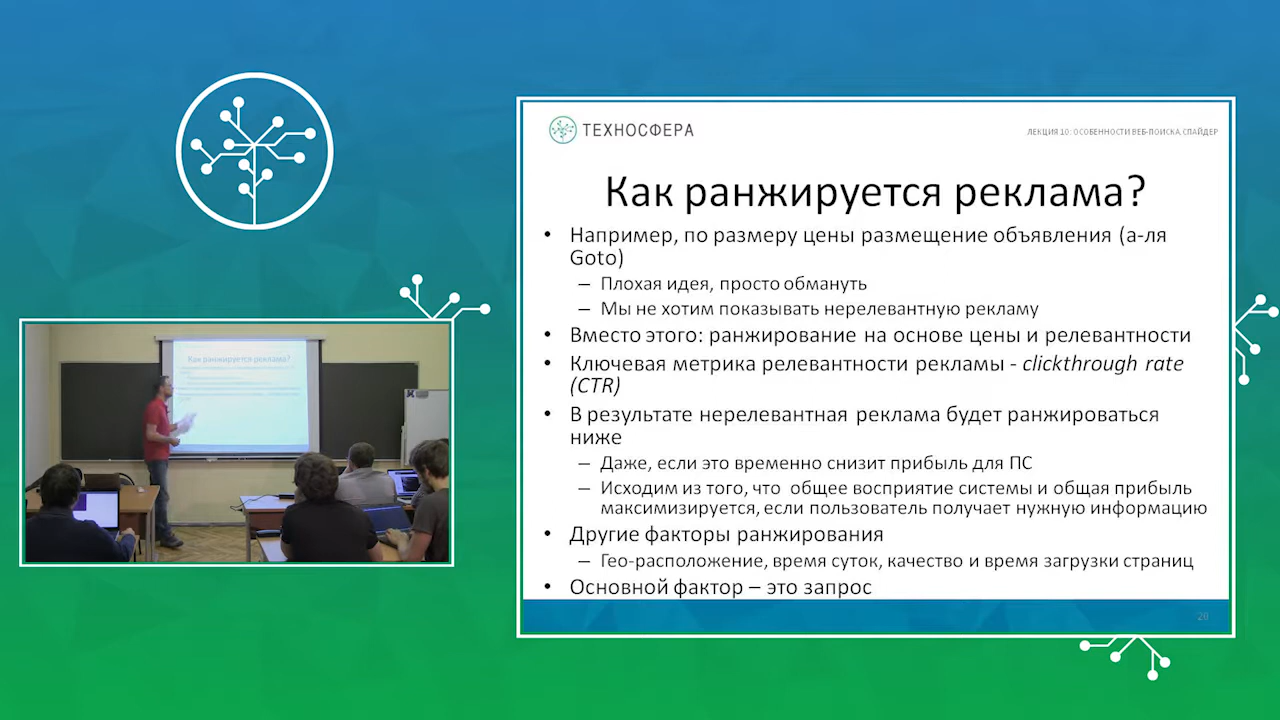 ТЕХНОСФЕРА
ЛЕКЦИЯ 10: ОСОБЕННОСТИ ВЕБ-ПОИСКА. СПАЙДЕР
Как ранжируется реклама?
• Например, по размеру цены размещение объявления (а-ля
Goto)
– Плохая идея, просто обмануть
– Мы не хотим показывать нерелевантную рекламу
• Вместо этого: ранжирование на основе цены и релевантности
• Ключевая метрика релевантности рекламы - clickthrough rate
(CTR)
• В результате нерелевантная реклама будет ранжироваться
ниже
– Даже, если это временно снизит прибыль для ПС
– Исходим из того, что общее восприятие системы и общая прибыль
максимизируется, если пользователь получает нужную информацию
• Другие факторы ранжирования
– Гео-расположение, время суток, качество и время загрузки страниц
• Основной фактор – это запрос
20
Как ранжируется реклама?